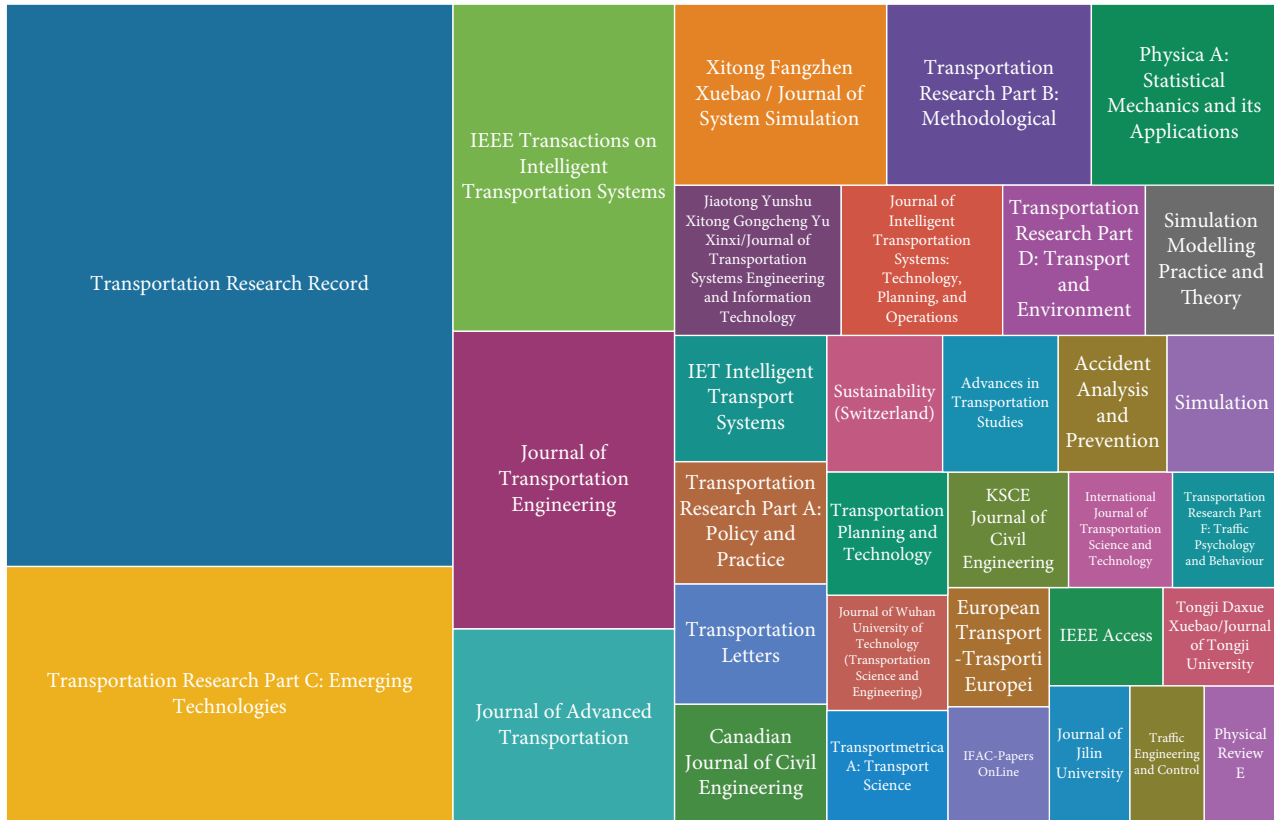 Transportation Research Record
Transportation Research Part C: Emerging
Technologies
IEEE Transactions on
Intelligent
Transportation Systems
Journal of
Transportation
Engineering
Journal of Advanced
Transportation
Xitong Fangzhen
Xuebao / Journal of
System Simulation
Transportation
Research Part B:
Methodological
Physica A:
Statistical
Mechanics and its
Applications
Jiaotong Yunshu
Xitong Gongcheng Yu
Xinxi/Journal of
Transportation
Systems Engineering
and Information
Technology
Journal of
Intelligent
Transportation
Systems:
Technology,
Planning, and
Operations
Transportation
Research Part
D: Transport
and
Environment
Simulation
Modelling
Practice and
Theory
IET Intelligent
Transport
Systems
Sustainability
(Switzerland)
Advances in
Transportation
Studies
Accident
Analysis
and
Prevention
Simulation
Transportation
Research Part A:
Policy and
Practice
Transportation
Planning and
Technology
KSCE
Journal of
Civil
Engineering
International
Journal of
Transportation
Science and
Technology
Transportation
Research Part
F: Traffic
Psychology
and Behaviour
Transportation
Letters
Journal of Wuhan
University of
Technology
(Transportation
Science and
Engineering)
European
Transport
-Trasporti
Europei
IEEE Access
Tongji Daxue
Xuebao/Journal
of Tongji
University
Canadian
Journal of Civil
Engineering
Transportmetrica
A: Transport
Science
IFAC-Papers
OnLine
Journal of
Jilin
University
Traffic
Engineering
and Control
Physical
Review
E